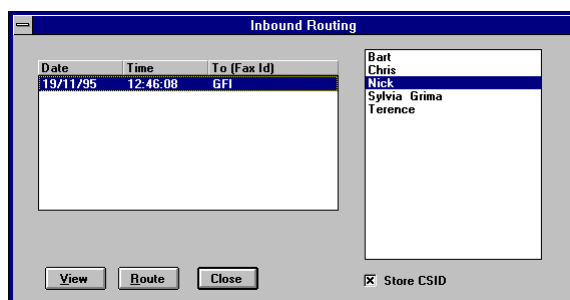 Inbound Routing
Date Time To (Fax Id)
19/11/95 12:46:08 GFI
Bart
Chris
Nick
Sylvia Grima
Terence
View Route Close
Store CSID